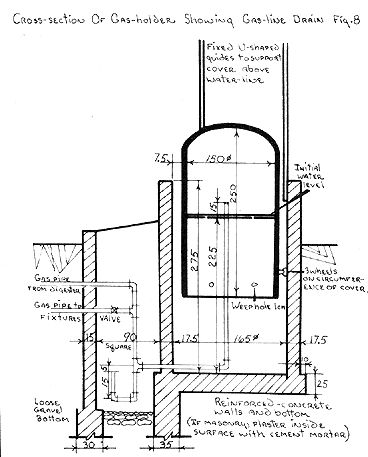 Cross-section Of Gas-holder Showing Gas-line Drain Fig.8
Fixed U-shaped
guides to support
cover above
water-line
7.5
150ø
Initial
water
level
250
15
275
225
Gas pipe
from digester
Gas pipe to
fixtures
Valve
3 wheels
on circumfer-
ence of cover
Weephole 1cm
15
90
square
17.5
165ø
17.5
15
5
25
Loose
Gravel
Bottom
Reinforced-concrete
walls and bottom
(If masonry, plaster inside
surface with cement mortar)
30
35